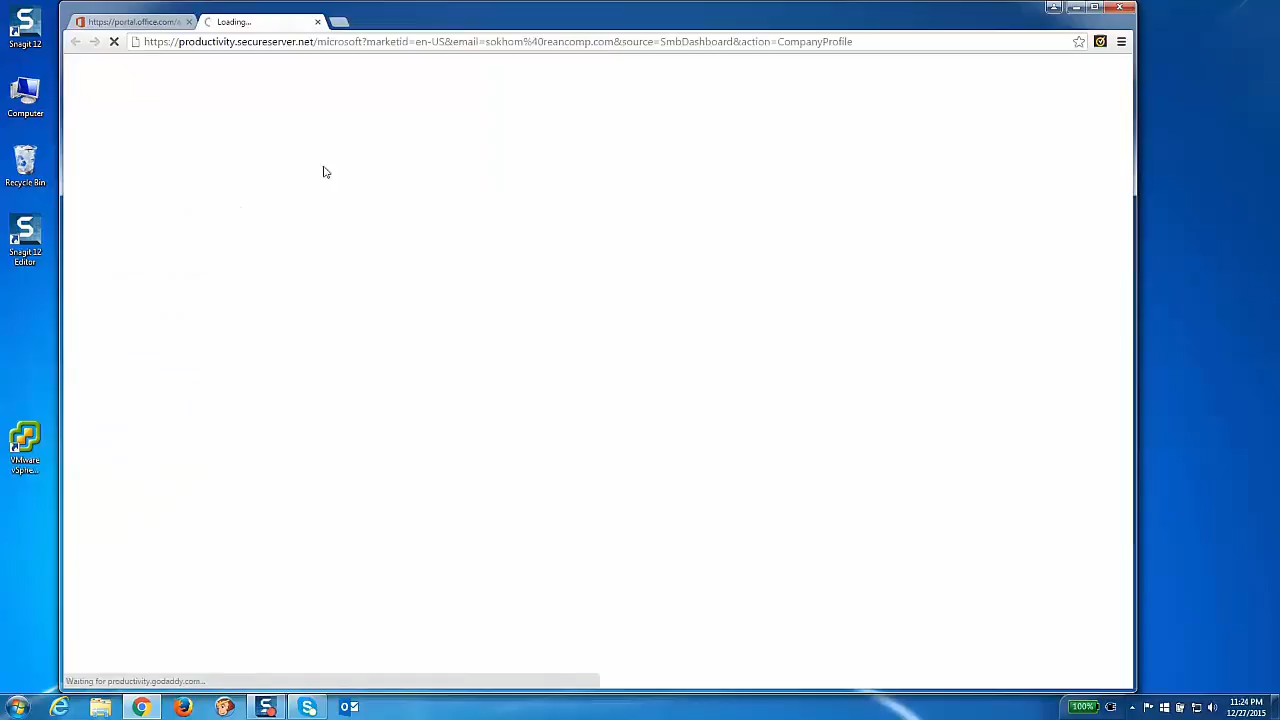 Snagit 12
Computer
Recycle Bin
Snagit 12
Editor
VMware
vSphe...
https://portal.office.com/a
Loading...
https://productivity.secureserver.net/microsoft?marketid=en-US&email=sokhom%40reancomp.com&source=SmbDashboard&action=CompanyProfile
Waiting for productivity.godaddy.com...
100%
11:24 PM
12/27/2015